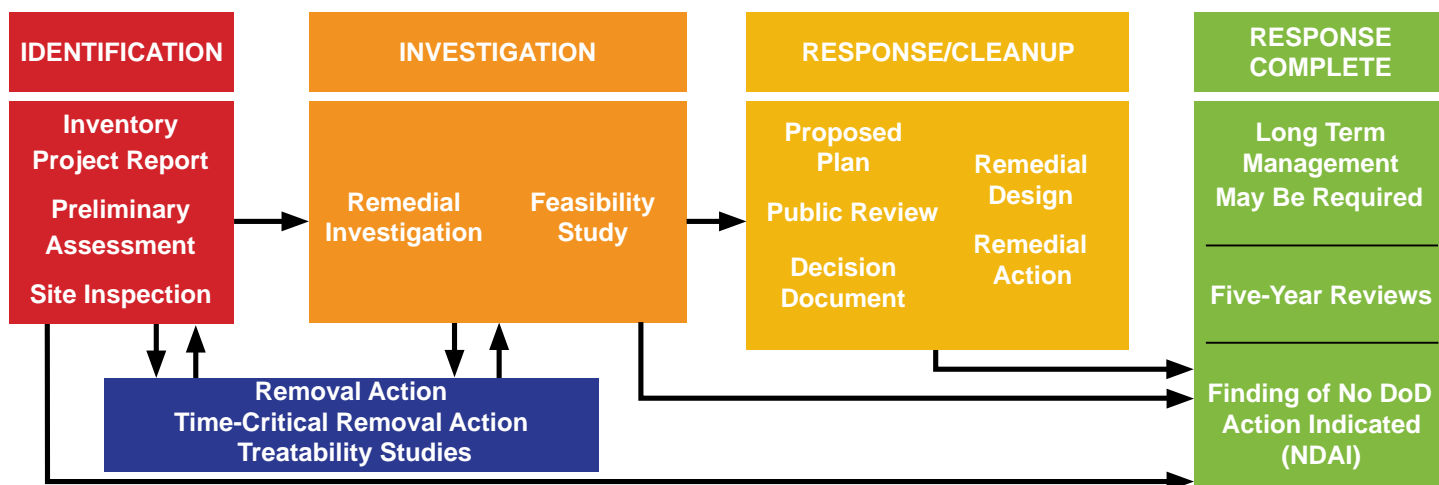 IDENTIFICATION
INVESTIGATION
RESPONSE/CLEANUP
RESPONSE
COMPLETE
Inventory
Project Report
Preliminary
Assessment
Site Inspection
Remedial
Investigation
Feasibility
Study
Proposed
Plan
Public Review
Decision
Document
Remedial
Design
Remedial
Action
Long Term
Management
May Be Required
Five-Year Reviews
Finding of No DoD
Action Indicated
(NDAI)
Removal Action
Time-Critical Removal Action
Treatability Studies